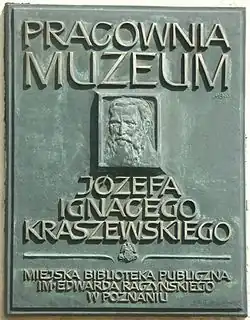 PRACOWNIA
MUZEUM
JÓZEFA
IGNACEGO
KRASZEWSKIEGO
MIEJSKA BIBLIOTEKA PUBLICZNA
IM·EDWARDA RACZYŃSKIEGO
W POZNANIU